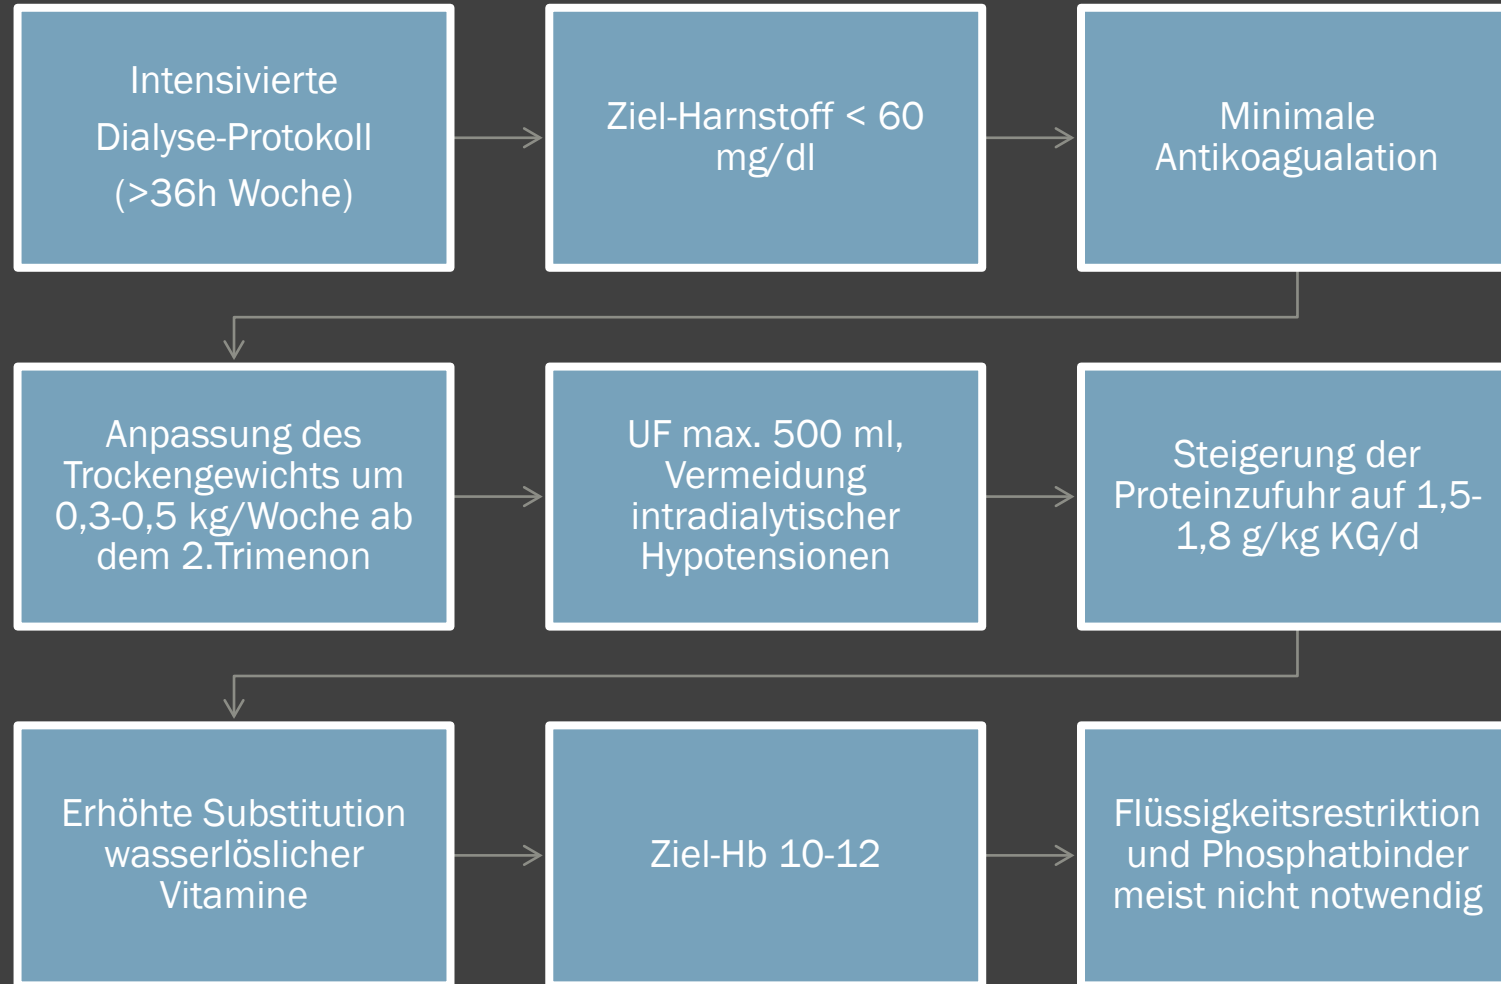 Intensivierte
Dialyse-Protokoll
(>36h Woche)
Ziel-Harnstoff < 60
mg/dl
Minimale
Antikoagualation
Anpassung des
Trockengewichts um
0,3-0,5 kg/Woche ab
dem 2.Trimenon
UF max. 500 ml,
Vermeidung
intradialytischer
Hypotensionen
Steigerung der
Proteinzufuhr auf 1,5-
1,8 g/kg KG/d
Erhöhte Substitution
wasserlöslicher
Vitamine
Ziel-Hb 10-12
Flüssigkeitsrestriktion
und Phosphatbinder
meist nicht notwendig